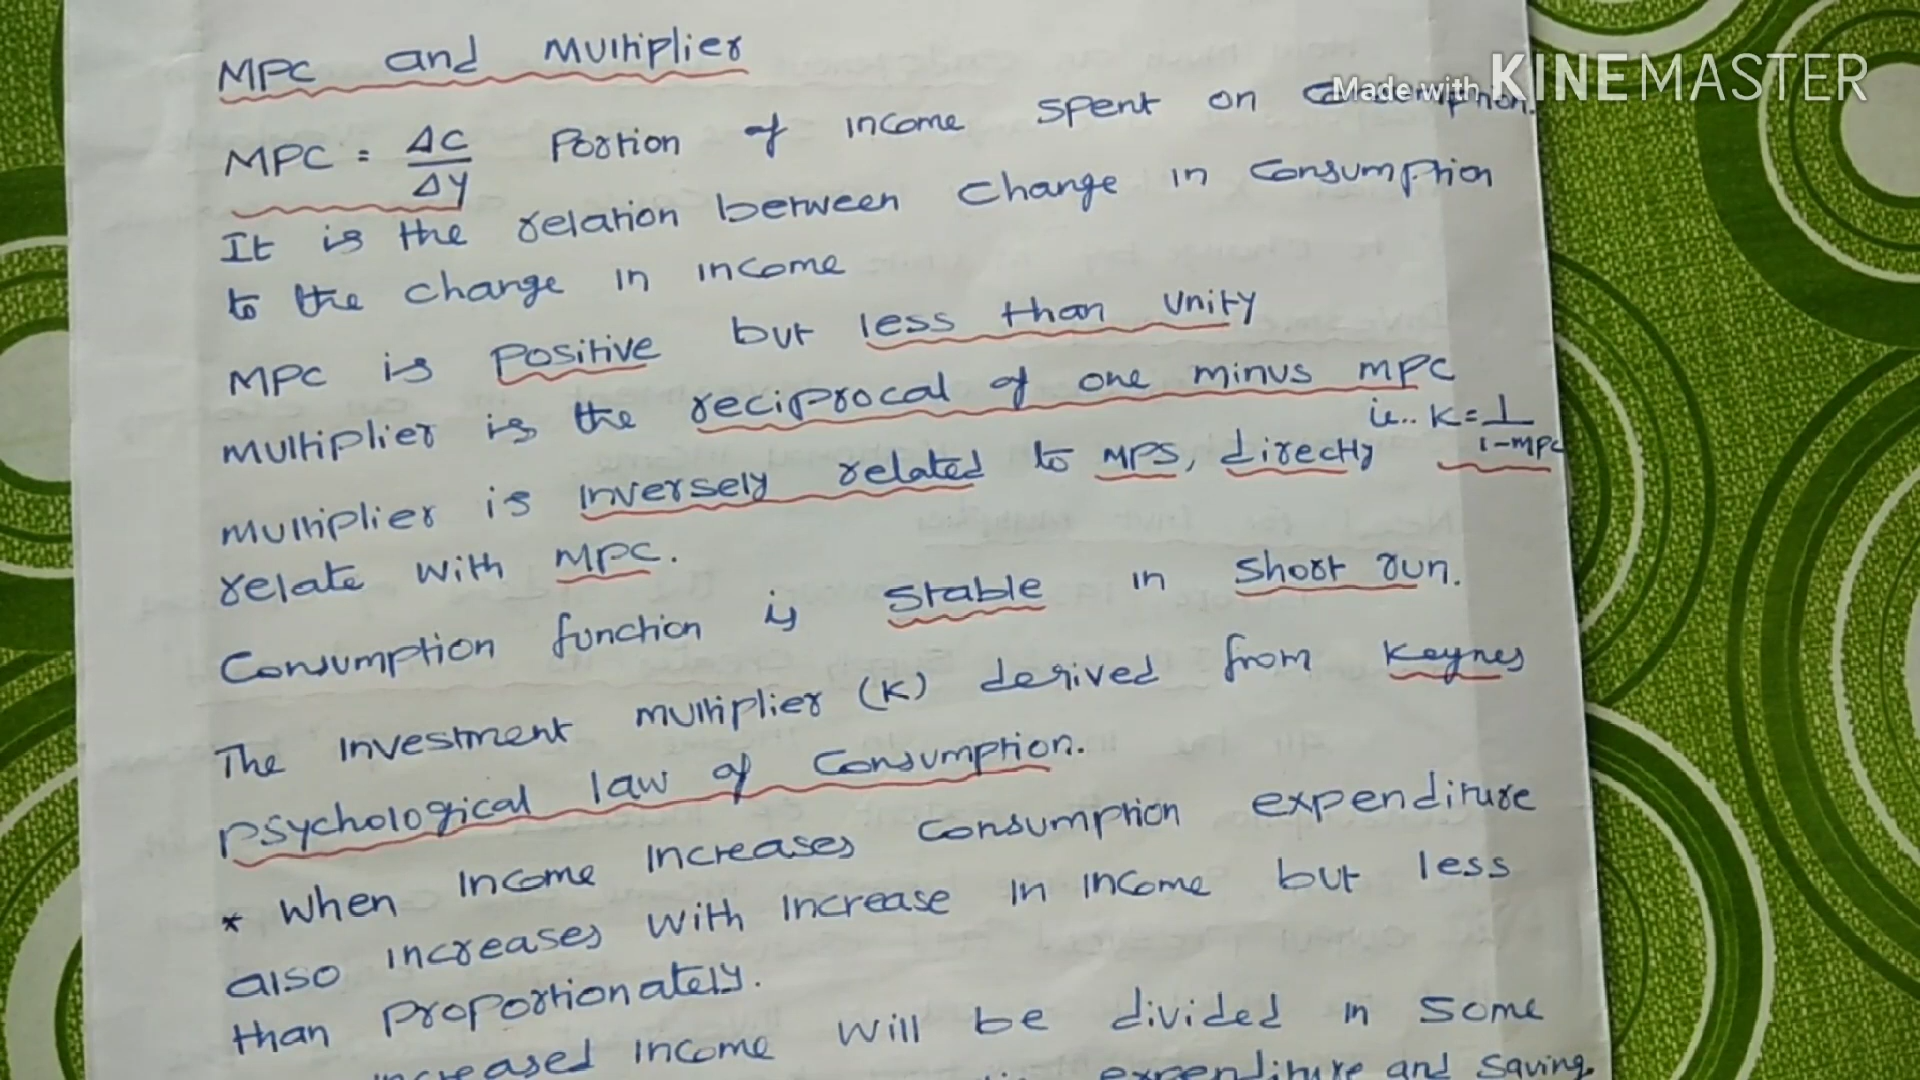 MPC and Multiplier
Made with KINEMASTER
MPC = ΔC/ΔY Portion of income spent on
It is the relation between change in consumption
to the change in income
MPC is positive but less than unity
Multiplier is the reciprocal of one minus MPC
ie.. K = 1/1-MPC
Multiplier is inversely related to MPS, directly
relate with MPC.
Consumption function is stable in short run.
The investment multiplier (K) derived from Keynes
psychological law of Consumption.
* When income increases consumption expenditure
also increases with increase in income but less
than proportionately.
income will be divided in some
expenditure and saving.